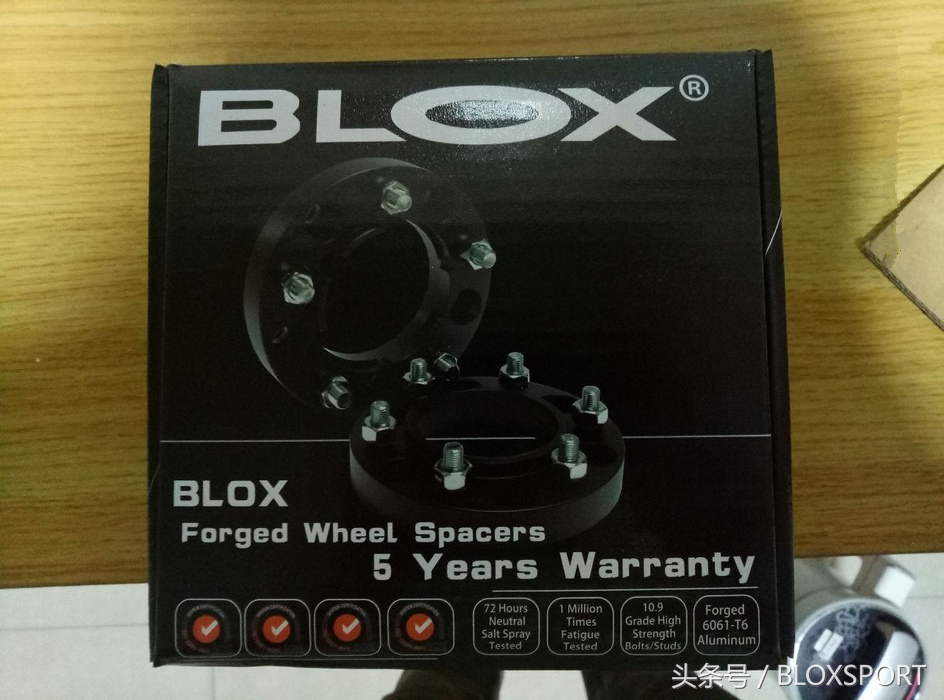 BLOX®
BLOX
Forged Wheel Spacers
5 Years Warranty
72 Hours
Neutral
Salt Spray
Tested
1 Million
Times
Fatigue
Tested
10.9
Grade High
Strength
Bolts/Studs
Forged
6061-T6
Aluminum
头条号 / BLOXSPORT